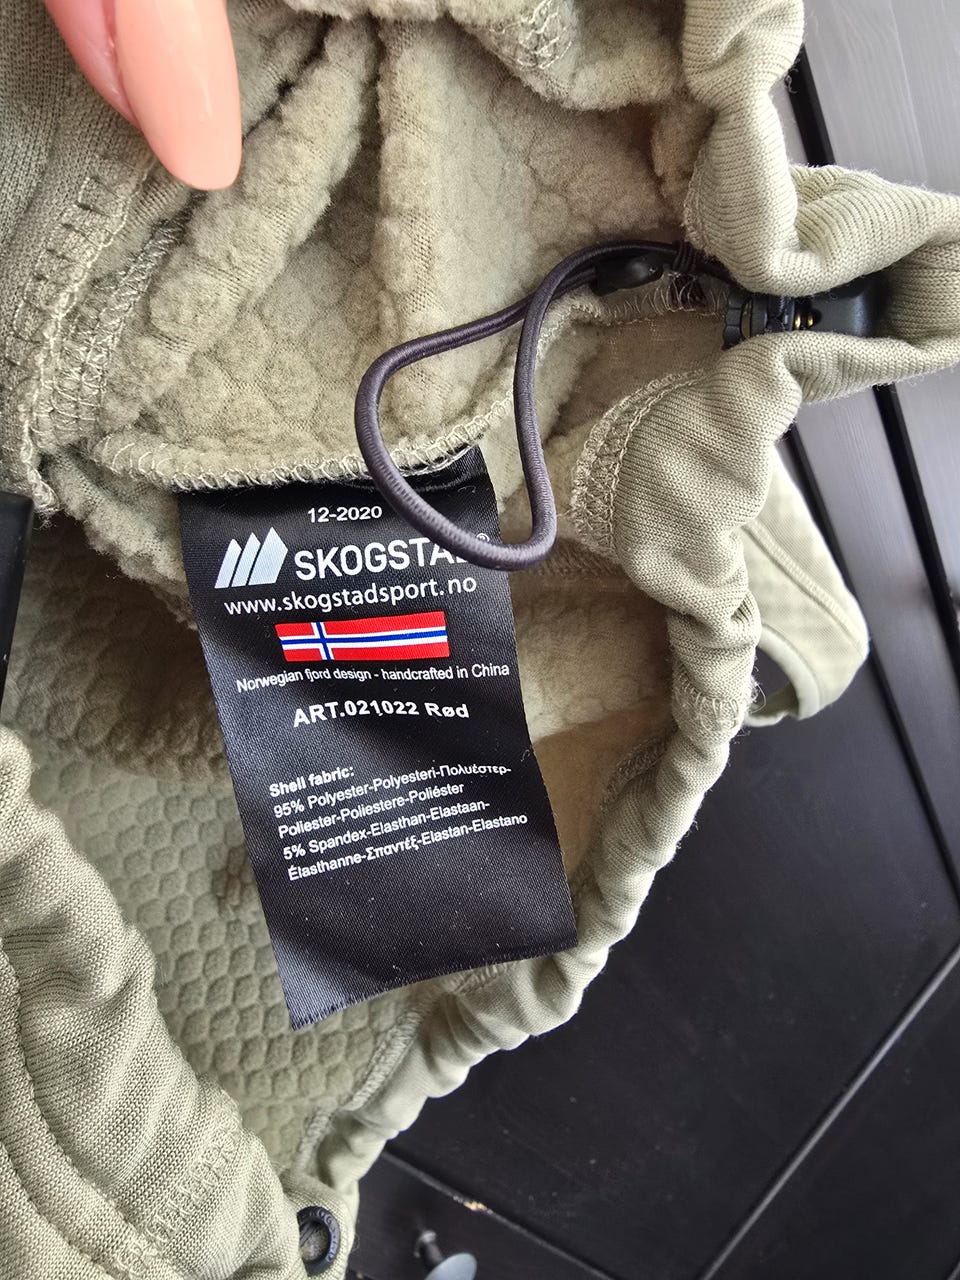 12-2020
SKOGSTAD®
www.skogstadsport.no
Norwegian fjord design - handcrafted in China
ART.021022 Rød
Shell fabric:
95% Polyester-Polyesteri-Πολυέστερ-
Poliester-Poliestere-Poliéster
5% Spandex-Elasthan-Elastaan-
Élasthanne-Σπαντέξ-Elastan-Elastano